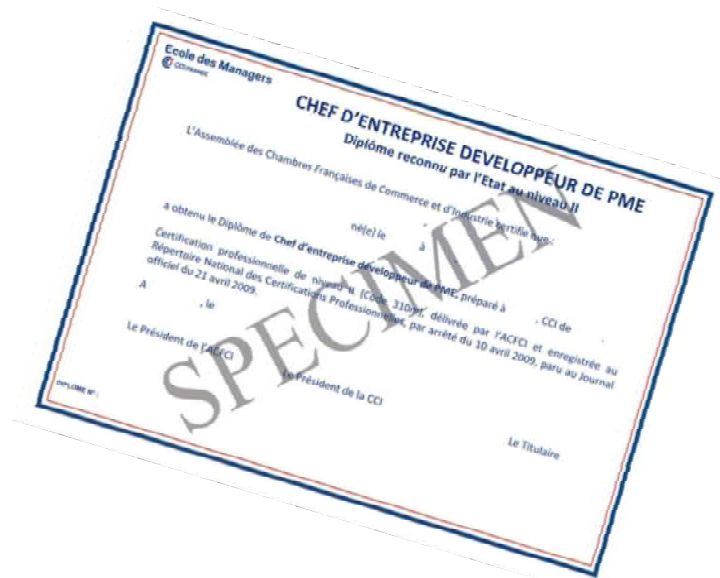 Ecole des Managers
CCI FRANCE
CHEF D'ENTREPRISE DEVELOPPEUR DE PME
Diplôme reconnu par l'Etat au niveau II
L'Assemblée des Chambres Françaises de Commerce et d'Industrie certifie que :
né(e) le à
a obtenu le Diplôme de Chef d'entreprise développeur de PME, préparé à , CCI de .
Certification professionnelle de niveau II (Code 310p), délivrée par l'ACFCI et enregistrée au
Répertoire National des Certifications Professionnelles, par arrêté du 10 avril 2009, paru au Journal
officiel du 21 avril 2009.
A , le
Le Président de l'ACFCI
Le Président de la CCI
Le Titulaire
DIPLOME N° :
SPECIMEN